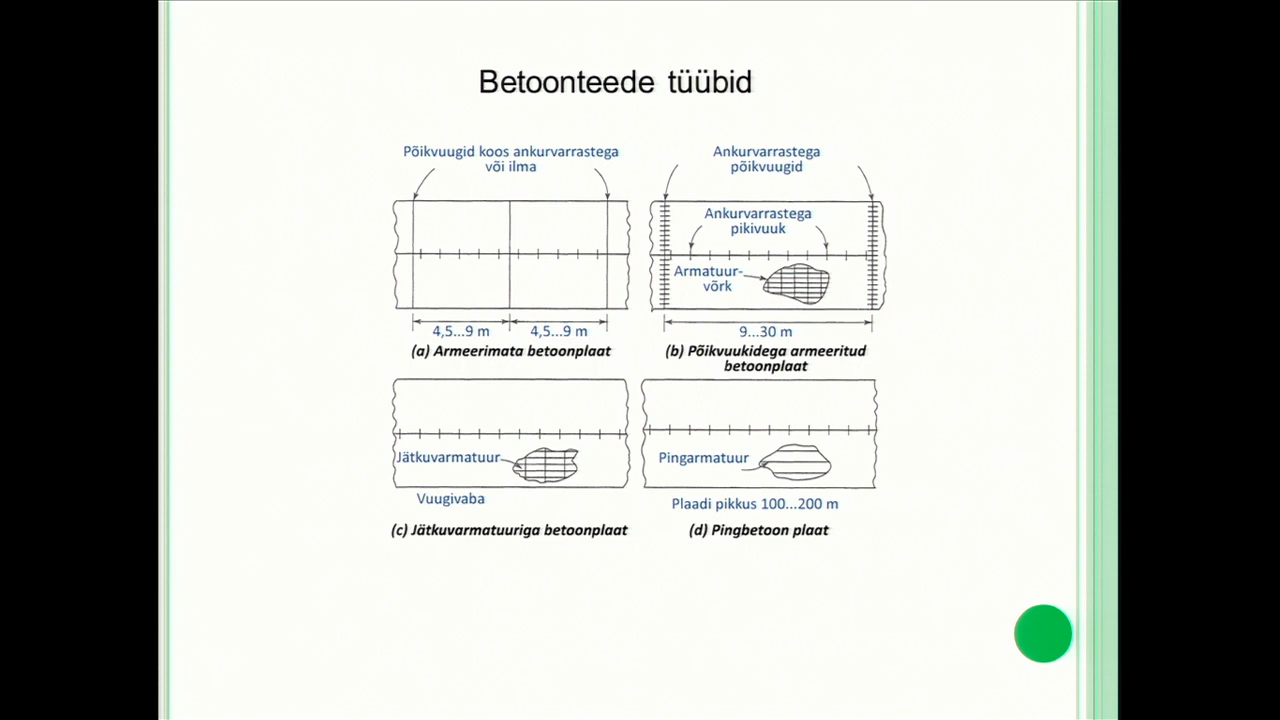 Betoonteede tüübid
Põikvuugid koos ankurvarrastega
või ilma
4,5...9 m
4,5...9 m
(a) Armeerimata betoonplaat
Ankurvarrastega
põikvuugid
Ankurvarrastega
pikivuuk
Armatuur-
võrk
9...30 m
(b) Põikvuukidega armeeritud
betoonplaat
Jätkuvarmatuur
Vuugivaba
(c) Jätkuvarmatuuriga betoonplaat
Pingarmatuur
Plaadi pikkus 100...200 m
(d) Pingbetoon plaat